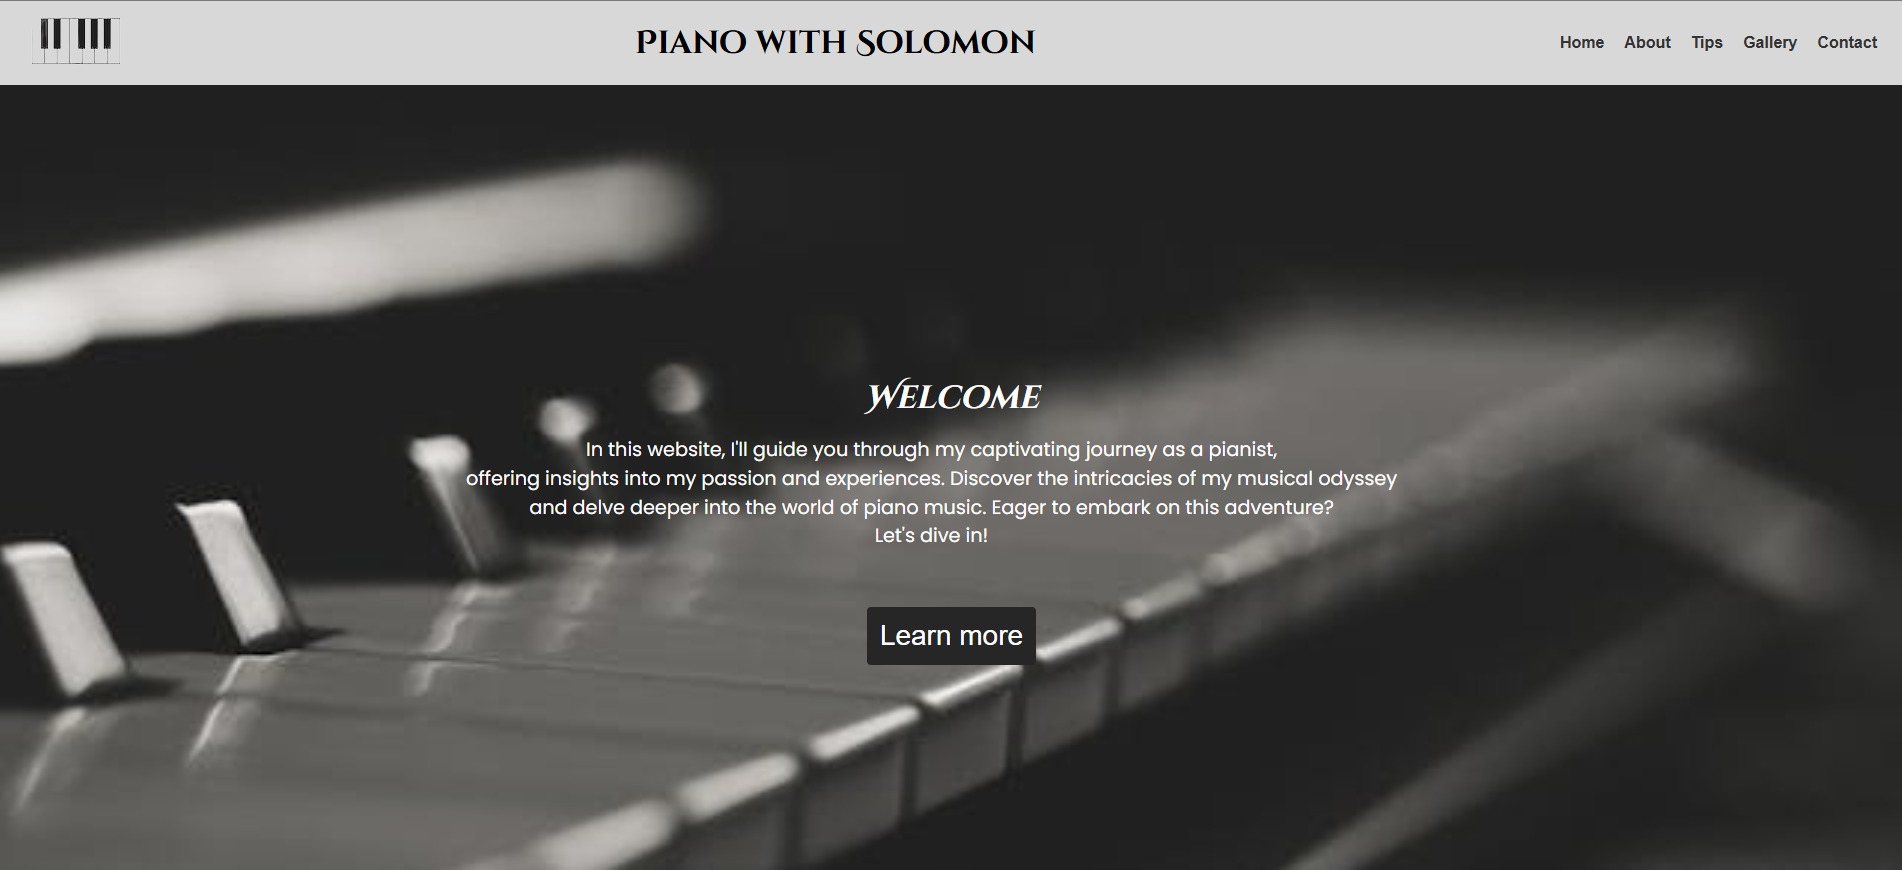 Piano with Solomon
Home About Tips Gallery Contact
Welcome
In this website, I'll guide you through my captivating journey as a pianist,
offering insights into my passion and experiences. Discover the intricacies of my musical odyssey
and delve deeper into the world of piano music. Eager to embark on this adventure?
Let's dive in!
Learn more